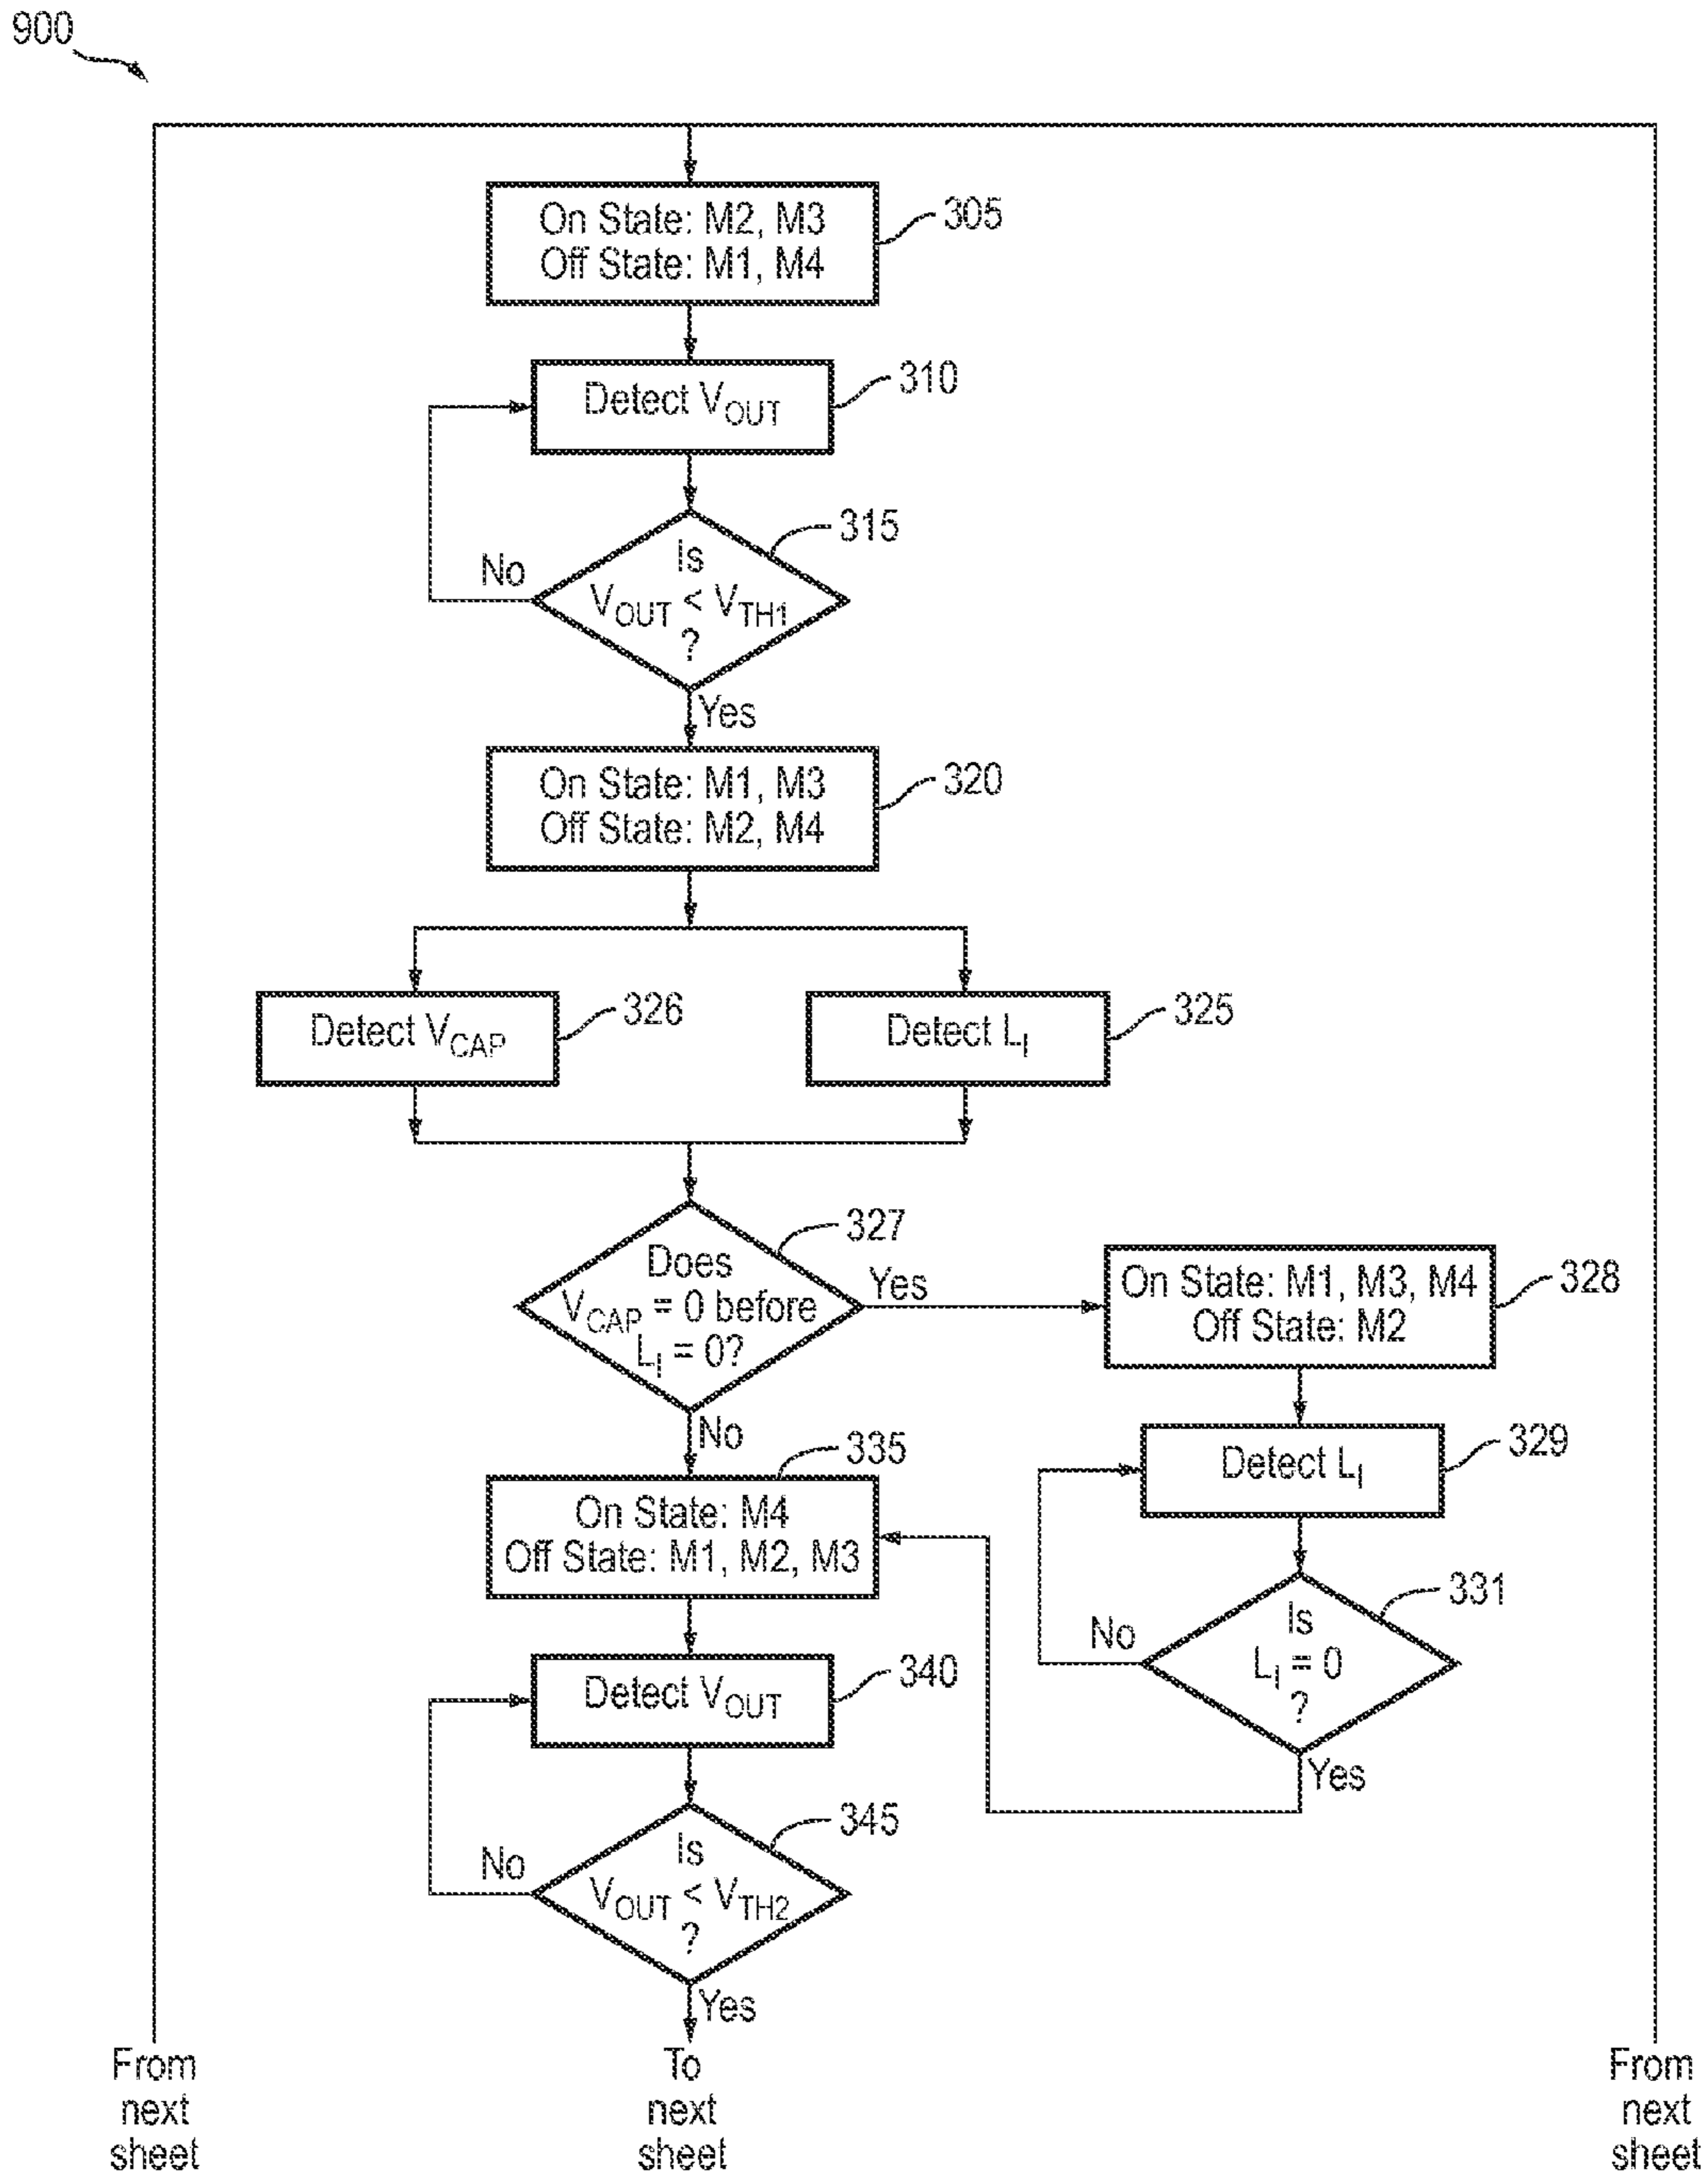 900
On State: M2, M3
Off State: M1, M4
305
Detect VOUT
310
Is
VOUT < VTH1
?
315
No
Yes
On State: M1, M3
Off State: M2, M4
320
Detect VCAP
326
Detect LI
325
Does
VCAP = 0 before
LI = 0?
327
Yes
No
On State: M1, M3, M4
Off State: M2
328
Detect LI
329
Is
LI = 0
?
331
No
Yes
On State: M4
Off State: M1, M2, M3
335
Detect VOUT
340
Is
VOUT < VTH2
?
345
No
Yes
From
next
sheet
To
next
sheet
From
next
sheet